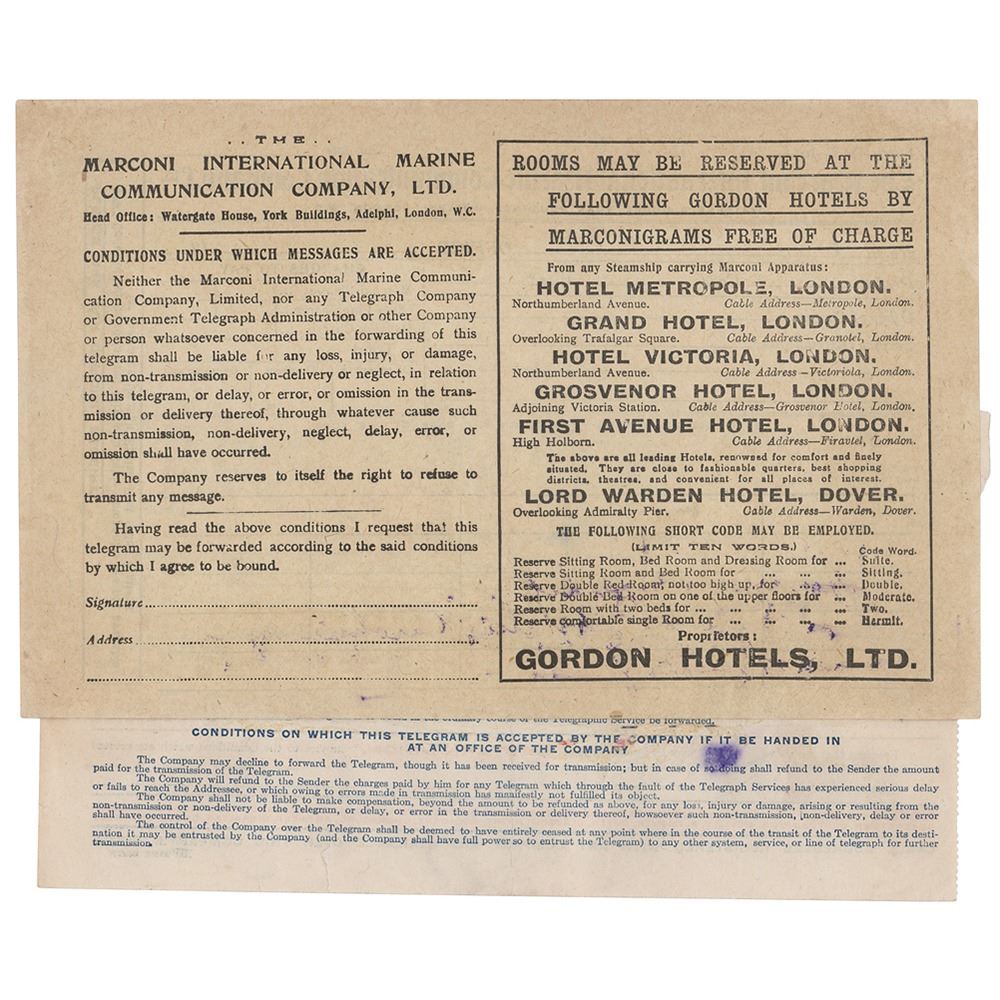 . . THE . .
MARCONI INTERNATIONAL MARINE
COMMUNICATION COMPANY, LTD.
Head Office: Watergate House, York Buildings, Adelphi, London, W.C.
CONDITIONS UNDER WHICH MESSAGES ARE ACCEPTED.
Neither the Marconi International Marine Communi-
cation Company, Limited, nor any Telegraph Company
or Government Telegraph Administration or other Company
or person whatsoever concerned in the forwarding of this
telegram shall be liable for any loss, injury, or damage,
from non-transmission or non-delivery or neglect, in relation
to this telegram, or delay, or error, or omission in the trans-
mission or delivery thereof, through whatever cause such
non-transmission, non-delivery, neglect, delay, error, or
omission shall have occurred.
The Company reserves to itself the right to refuse to
transmit any message.
Having read the above conditions I request that this
telegram may be forwarded according to the said conditions
by which I agree to be bound.
Signature
Address
ROOMS MAY BE RESERVED AT THE
FOLLOWING GORDON HOTELS BY
MARCONIGRAMS FREE OF CHARGE
From any Steamship carrying Marconi Apparatus:
HOTEL METROPOLE, LONDON.
Northumberland Avenue. Cable Address—Metropole, London.
GRAND HOTEL, LONDON.
Overlooking Trafalgar Square. Cable Address—Granotel, London.
HOTEL VICTORIA, LONDON.
Northumberland Avenue. Cable Address—Victoriola, London.
GROSVENOR HOTEL, LONDON.
Adjoining Victoria Station. Cable Address—Grosvenor Hotel, London.
FIRST AVENUE HOTEL, LONDON.
High Holborn. Cable Address—Firavtel, London.
The above are all leading Hotels, renowned for comfort and finely
situated. They are close to fashionable quarters, best shopping
districts, theatres, and convenient for all places of interest.
LORD WARDEN HOTEL, DOVER.
Overlooking Admiralty Pier. Cable Address—Warden, Dover.
THE FOLLOWING SHORT CODE MAY BE EMPLOYED.
(LIMIT TEN WORDS.) Code Word.
Reserve Sitting Room, Bed Room and Dressing Room for ... Suite.
Reserve Sitting Room and Bed Room for ... ... ... Sitting.
Reserve Double Bed Room, not too high up, for ... ... Double.
Reserve Double Bed Room on one of the upper floors for ... Moderate.
Reserve Room with two beds for ... ... ... ... Two.
Reserve comfortable single Room for ... ... ... ... Hermit.
Proprietors:
GORDON HOTELS, LTD.
in the ordinary course of the Telegraphic Service be forwarded.
CONDITIONS ON WHICH THIS TELEGRAM IS ACCEPTED BY THE COMPANY IF IT BE HANDED IN
AT AN OFFICE OF THE COMPANY
The Company may decline to forward the Telegram, though it has been received for transmission; but in case of so doing shall refund to the Sender the amount
paid for the transmission of the Telegram.
The Company will refund to the Sender the charges paid by him for any Telegram which through the fault of the Telegraph Services has experienced serious delay
or fails to reach the Addressee, or which owing to errors made in transmission has manifestly not fulfilled its object.
The Company shall not be liable to make compensation, beyond the amount to be refunded as above, for any loss, injury or damage, arising or resulting from the
non-transmission or non-delivery of the Telegram, or delay, or error in the transmission or delivery thereof, howsoever such non-transmission, non-delivery, delay or error
shall have occurred.
The control of the Company over the Telegram shall be deemed to have entirely ceased at any point where in the course of the transit of the Telegram to its desti-
nation it may be entrusted by the Company (and the Company shall have full power so to entrust the Telegram) to any other system, service, or line of telegraph for further
transmission.